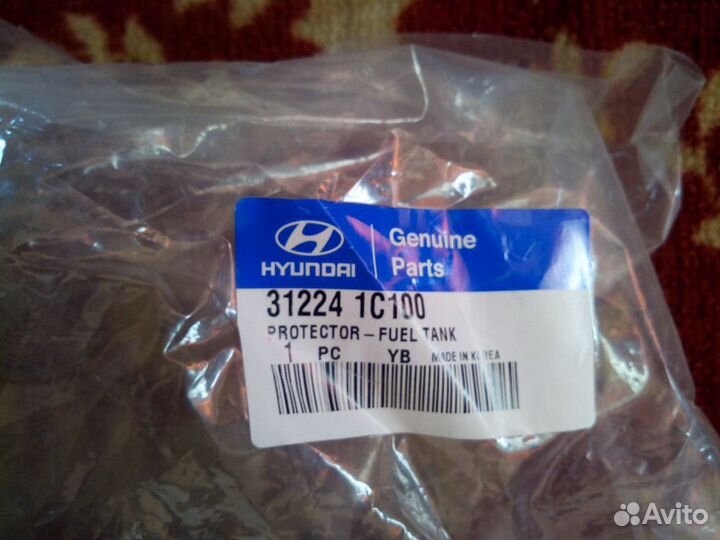 HYUNDAI
Genuine
Parts
31224 1C100
PROTECTOR-FUEL TANK
1 PC YB MADE IN KOREA
Avito